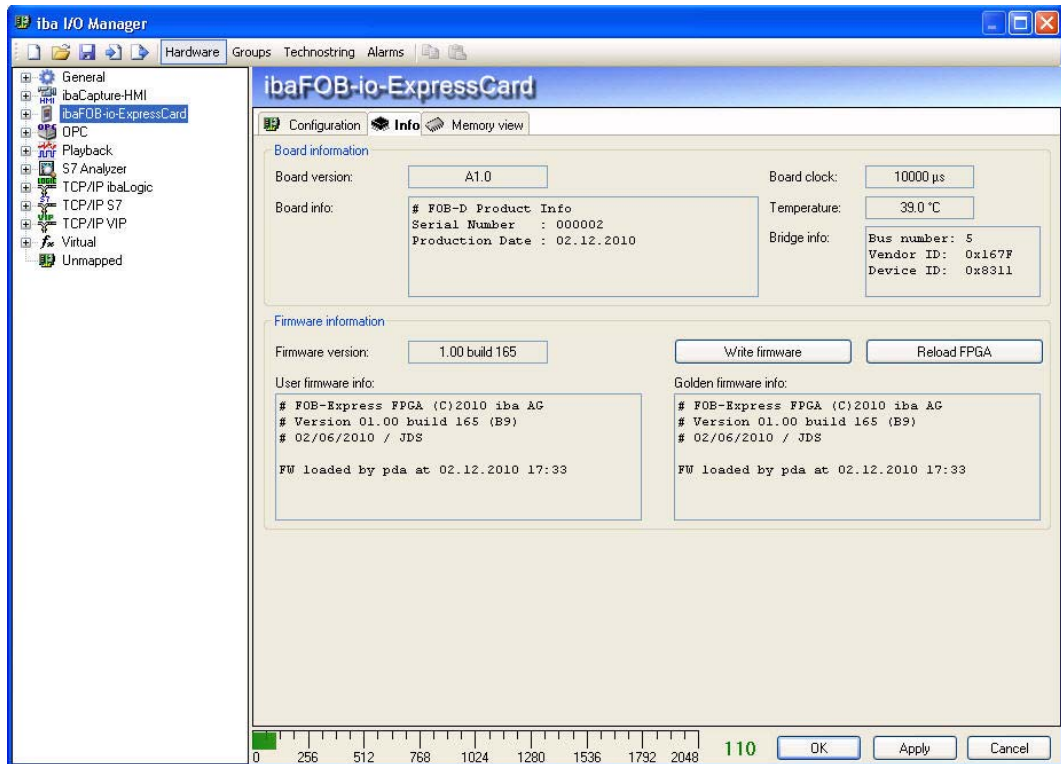 iba I/O Manager
Hardware Groups Technostring Alarms
General
HMI ibaCapture-HMI
ibaFOB-io-ExpressCard
OPC OPC
Playback
S7 Analyzer
LOGIC TCP/IP ibaLogic
S7 TCP/IP S7
VIP TCP/IP VIP
fx Virtual
Unmapped
ibaFOB-io-ExpressCard
Configuration Info Memory view
Board information
Board version: A1.0 Board clock: 10000 µs
Board info: Temperature: 39.0 °C
# FOB-D Product Info
Serial Number : 000002
Production Date : 02.12.2010
Bridge info:
Bus number: 5
Vendor ID: 0x167F
Device ID: 0x8311
Firmware information
Firmware version: 1.00 build 165 Write firmware Reload FPGA
User firmware info:
# FOB-Express FPGA (C)2010 iba AG
# Version 01.00 build 165 (B9)
# 02/06/2010 / JDS
FW loaded by pda at 02.12.2010 17:33
Golden firmware info:
# FOB-Express FPGA (C)2010 iba AG
# Version 01.00 build 165 (B9)
# 02/06/2010 / JDS
FW loaded by pda at 02.12.2010 17:33
0 256 512 768 1024 1280 1536 1792 2048 110 OK Apply Cancel